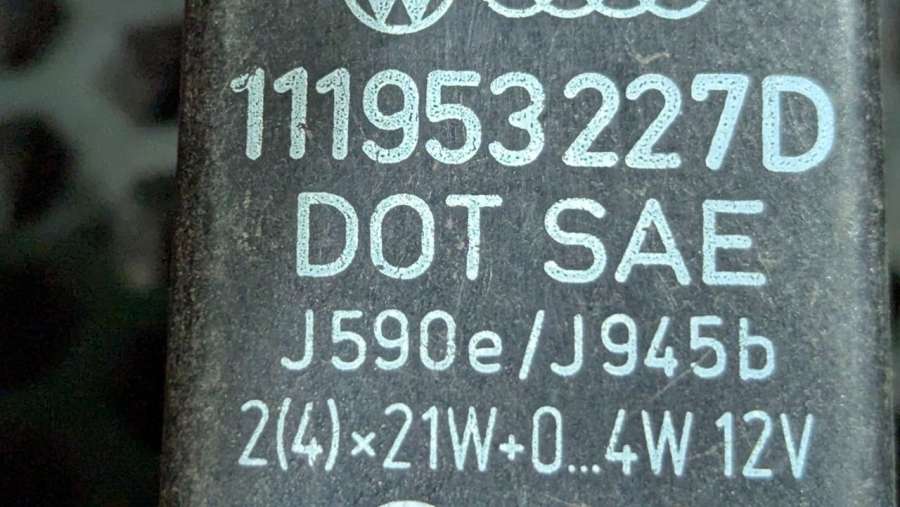 111953227D
DOT SAE
J590e/J945b
2(4)×21W+0...4W 12V